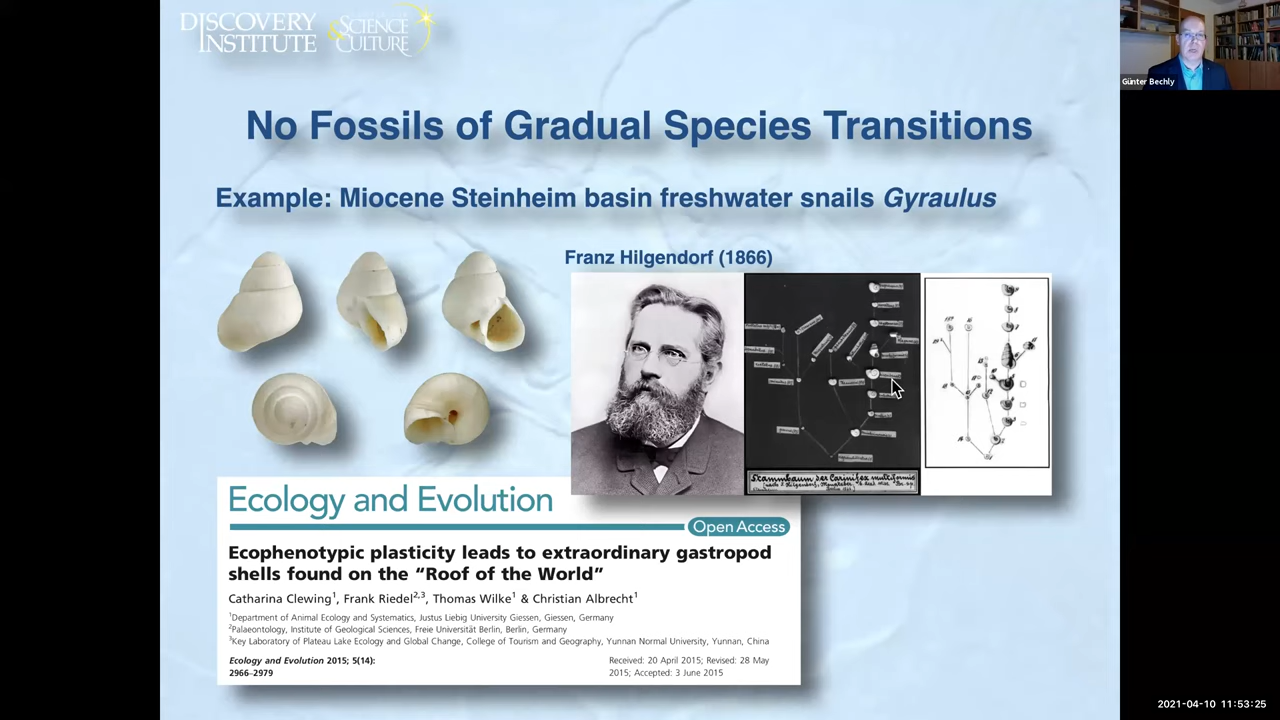 DISCOVERY
INSTITUTE
SCIENCE
&CULTURE
Günter Bechly
No Fossils of Gradual Species Transitions
Example: Miocene Steinheim basin freshwater snails Gyraulus
Franz Hilgendorf (1866)
Stammbaum der Carinifex multiformis
Ecology and Evolution
Open Access
Ecophenotypic plasticity leads to extraordinary gastropod
shells found on the “Roof of the World”
Catharina Clewing1, Frank Riedel2,3, Thomas Wilke1 & Christian Albrecht1
1Department of Animal Ecology and Systematics, Justus Liebig University Giessen, Giessen, Germany
2Palaeontology, Institute of Geological Sciences, Freie Universität Berlin, Berlin, Germany
3Key Laboratory of Plateau Lake Ecology and Global Change, College of Tourism and Geography, Yunnan Normal University, Yunnan, China
Ecology and Evolution 2015; 5(14):
2966–2979
Received: 20 April 2015; Revised: 28 May
2015; Accepted: 3 June 2015
2021-04-10 11:53:25